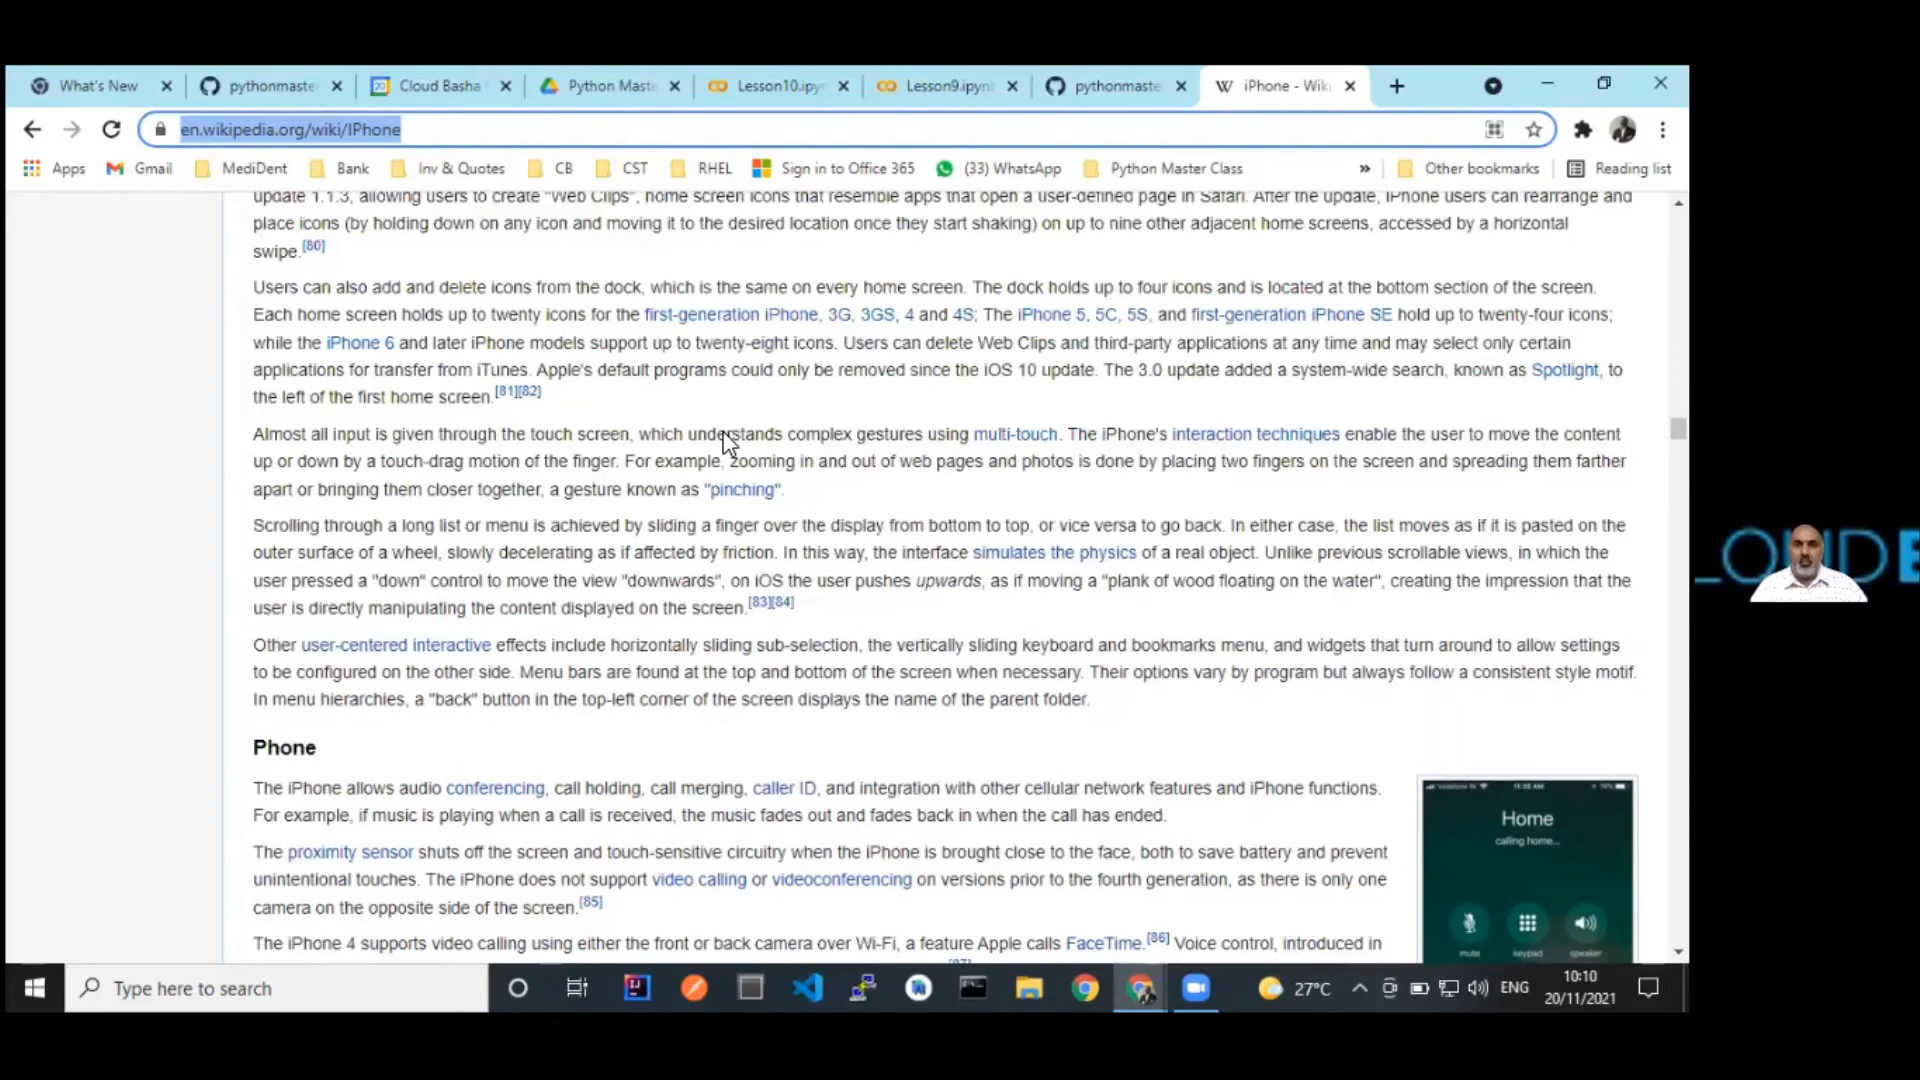 What's New
pythonmaste
Cloud Basha
Python Maste
Lesson10.ipy
Lesson9.ipyn
pythonmaste
iPhone - Wiki
en.wikipedia.org/wiki/IPhone
Apps
Gmail
MediDent
Bank
Inv & Quotes
CB
CST
RHEL
Sign in to Office 365
(33) WhatsApp
Python Master Class
»
Other bookmarks
Reading list
update 1.1.3, allowing users to create "Web Clips", home screen icons that resemble apps that open a user-defined page in Safari. After the update, iPhone users can rearrange and
place icons (by holding down on any icon and moving it to the desired location once they start shaking) on up to nine other adjacent home screens, accessed by a horizontal
swipe.[80]
Users can also add and delete icons from the dock, which is the same on every home screen. The dock holds up to four icons and is located at the bottom section of the screen.
Each home screen holds up to twenty icons for the first-generation iPhone, 3G, 3GS, 4 and 4S; The iPhone 5, 5C, 5S, and first-generation iPhone SE hold up to twenty-four icons;
while the iPhone 6 and later iPhone models support up to twenty-eight icons. Users can delete Web Clips and third-party applications at any time and may select only certain
applications for transfer from iTunes. Apple's default programs could only be removed since the iOS 10 update. The 3.0 update added a system-wide search, known as Spotlight, to
the left of the first home screen.[81][82]
Almost all input is given through the touch screen, which understands complex gestures using multi-touch. The iPhone's interaction techniques enable the user to move the content
up or down by a touch-drag motion of the finger. For example, zooming in and out of web pages and photos is done by placing two fingers on the screen and spreading them farther
apart or bringing them closer together, a gesture known as "pinching".
Scrolling through a long list or menu is achieved by sliding a finger over the display from bottom to top, or vice versa to go back. In either case, the list moves as if it is pasted on the
outer surface of a wheel, slowly decelerating as if affected by friction. In this way, the interface simulates the physics of a real object. Unlike previous scrollable views, in which the
user pressed a "down" control to move the view "downwards", on iOS the user pushes upwards, as if moving a "plank of wood floating on the water", creating the impression that the
user is directly manipulating the content displayed on the screen.[83][84]
Other user-centered interactive effects include horizontally sliding sub-selection, the vertically sliding keyboard and bookmarks menu, and widgets that turn around to allow settings
to be configured on the other side. Menu bars are found at the top and bottom of the screen when necessary. Their options vary by program but always follow a consistent style motif.
In menu hierarchies, a "back" button in the top-left corner of the screen displays the name of the parent folder.
Phone
The iPhone allows audio conferencing, call holding, call merging, caller ID, and integration with other cellular network features and iPhone functions.
For example, if music is playing when a call is received, the music fades out and fades back in when the call has ended.
The proximity sensor shuts off the screen and touch-sensitive circuitry when the iPhone is brought close to the face, both to save battery and prevent
unintentional touches. The iPhone does not support video calling or videoconferencing on versions prior to the fourth generation, as there is only one
camera on the opposite side of the screen.[85]
The iPhone 4 supports video calling using either the front or back camera over Wi-Fi, a feature Apple calls FaceTime.[86] Voice control, introduced in
Home
calling home...
mute
keypad
speaker
Type here to search
27°C
ENG
10:10
20/11/2021